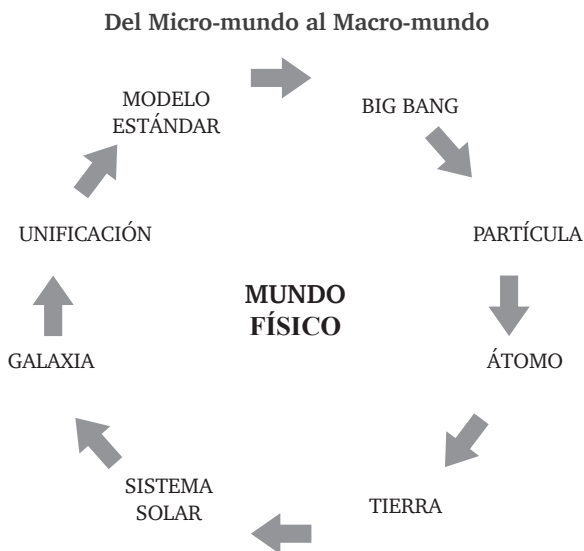 Del Micro-mundo al Macro-mundo
MODELO
ESTÁNDAR
BIG BANG
UNIFICACIÓN
PARTÍCULA
MUNDO
FÍSICO
GALAXIA
ÁTOMO
SISTEMA
SOLAR
TIERRA